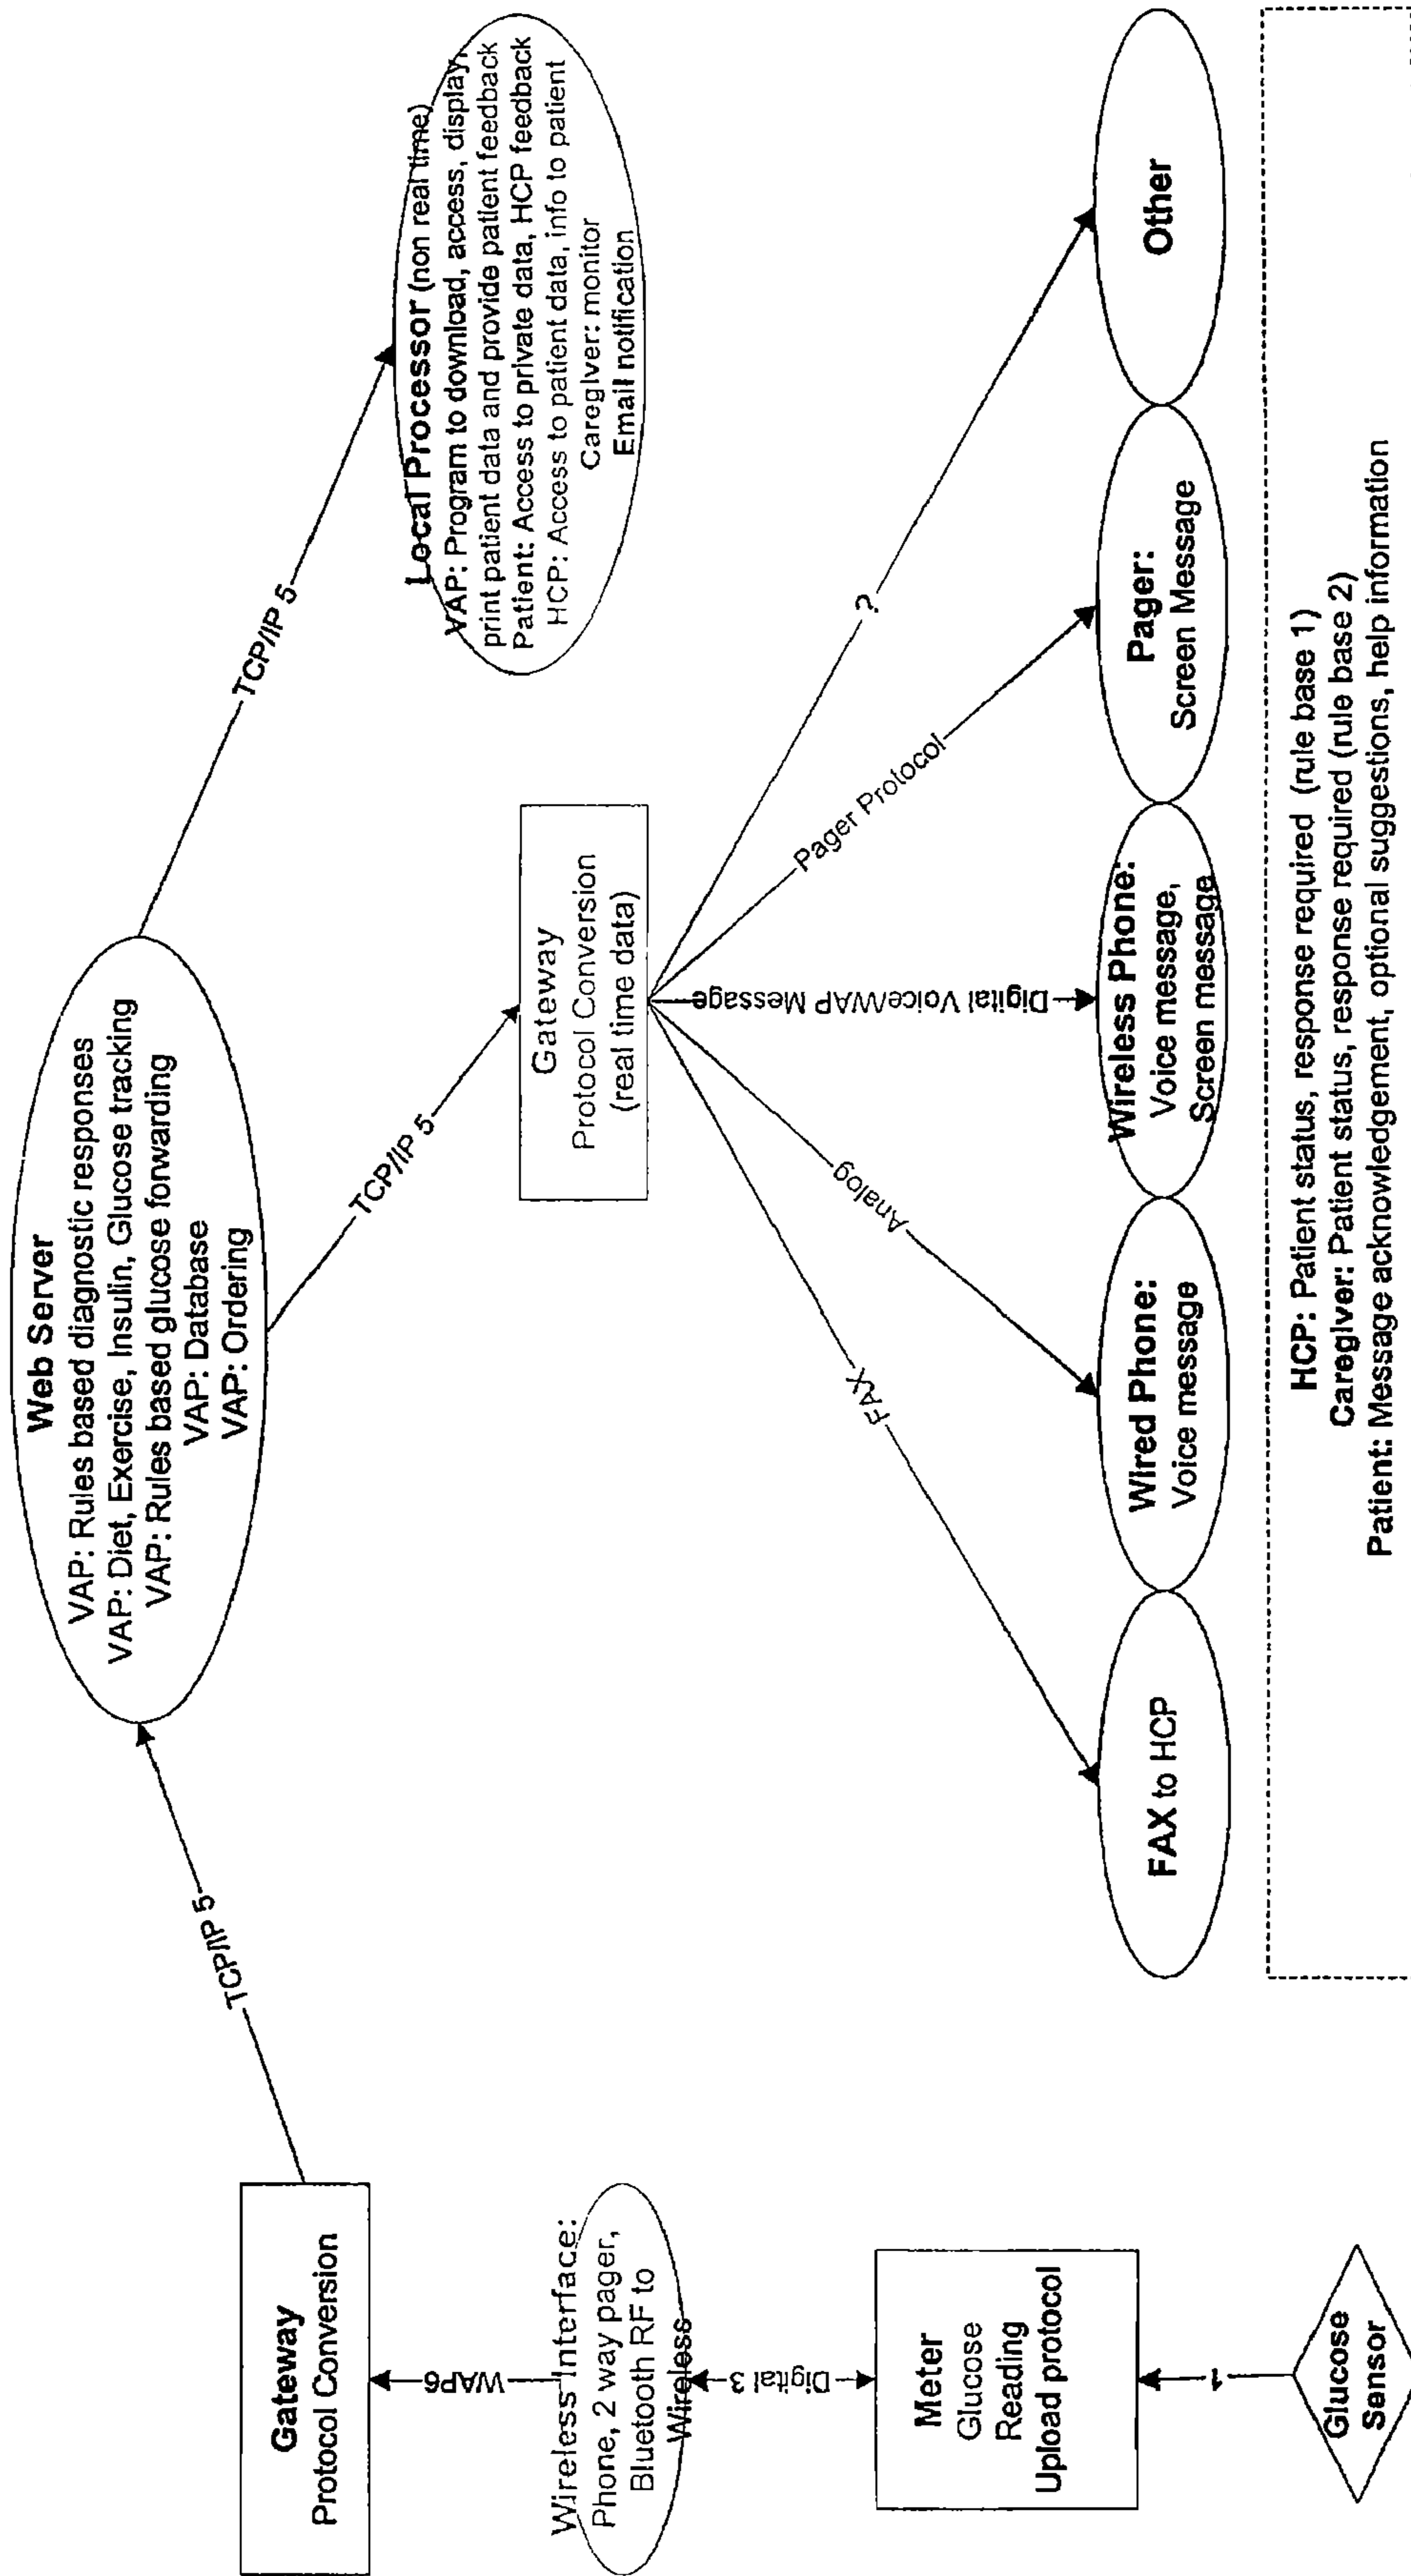 Web Server
VAP: Rules based diagnostic responses
VAP: Diet, Exercise, Insulin, Glucose tracking
VAP: Rules based glucose forwarding
VAP: Database
VAP: Ordering
TCP/IP 5
TCP/IP 5
TCP/IP 5
Gateway
Protocol Conversion
WAP6
Wireless Interface:
Phone, 2 way pager,
Bluetooth RF to
Wireless
Digital 3
Meter
Glucose
Reading
Upload protocol
1
Glucose
Sensor
Local Processor (non real time)
VAP: Program to download, access, display,
print patient data and provide patient feedback
Patient: Access to private data, HCP feedback
HCP: Access to patient data, info to patient
Caregiver: monitor
Email notification
Gateway
Protocol Conversion
(real time data)
FAX
Analog
Digital Voice/WAP Message
Pager Protocol
?
FAX to HCP
Wired Phone:
Voice message
Wireless Phone:
Voice message,
Screen message
Pager:
Screen Message
Other
HCP: Patient status, response required (rule base 1)
Caregiver: Patient status, response required (rule base 2)
Patient: Message acknowledgement, optional suggestions, help information